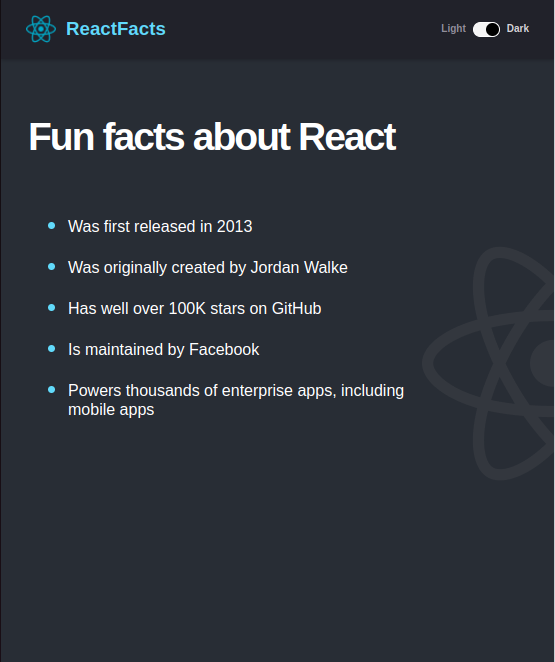 ReactFacts
Light Dark
Fun facts about React
Was first released in 2013
Was originally created by Jordan Walke
Has well over 100K stars on GitHub
Is maintained by Facebook
Powers thousands of enterprise apps, including
mobile apps